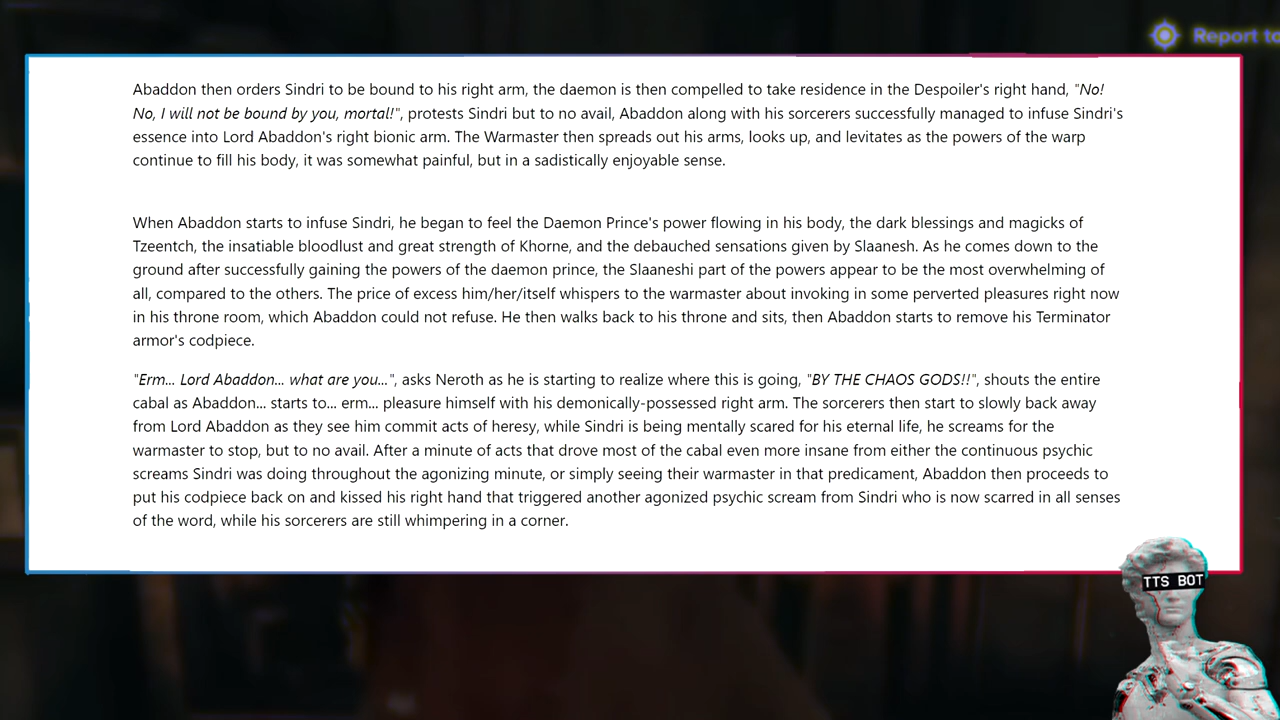 Report to
Abaddon then orders Sindri to be bound to his right arm, the daemon is then compelled to take residence in the Despoiler's right hand, "No!
No, I will not be bound by you, mortal!", protests Sindri but to no avail, Abaddon along with his sorcerers successfully managed to infuse Sindri's
essence into Lord Abaddon's right bionic arm. The Warmaster then spreads out his arms, looks up, and levitates as the powers of the warp
continue to fill his body, it was somewhat painful, but in a sadistically enjoyable sense.
When Abaddon starts to infuse Sindri, he began to feel the Daemon Prince's power flowing in his body, the dark blessings and magicks of
Tzeentch, the insatiable bloodlust and great strength of Khorne, and the debauched sensations given by Slaanesh. As he comes down to the
ground after successfully gaining the powers of the daemon prince, the Slaaneshi part of the powers appear to be the most overwhelming of
all, compared to the others. The price of excess him/her/itself whispers to the warmaster about invoking in some perverted pleasures right now
in his throne room, which Abaddon could not refuse. He then walks back to his throne and sits, then Abaddon starts to remove his Terminator
armor's codpiece.
"Erm... Lord Abaddon... what are you...", asks Neroth as he is starting to realize where this is going, "BY THE CHAOS GODS!!", shouts the entire
cabal as Abaddon... starts to... erm... pleasure himself with his demonically-possessed right arm. The sorcerers then start to slowly back away
from Lord Abaddon as they see him commit acts of heresy, while Sindri is being mentally scared for his eternal life, he screams for the
warmaster to stop, but to no avail. After a minute of acts that drove most of the cabal even more insane from either the continuous psychic
screams Sindri was doing throughout the agonizing minute, or simply seeing their warmaster in that predicament, Abaddon then proceeds to
put his codpiece back on and kissed his right hand that triggered another agonized psychic scream from Sindri who is now scarred in all senses
of the word, while his sorcerers are still whimpering in a corner.
TTS BOT